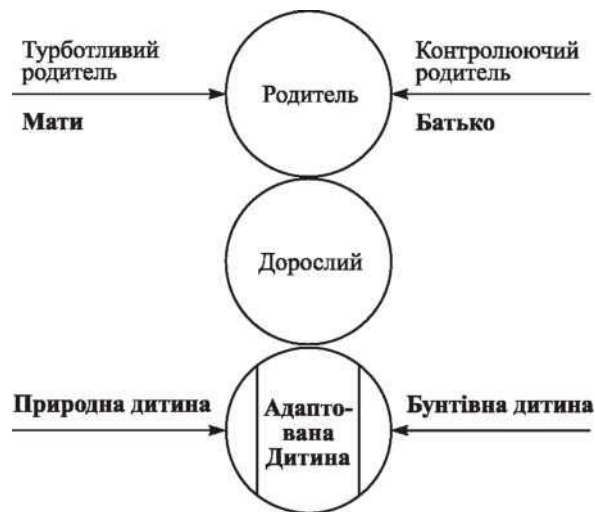 Турботливий
родитель
Мати
Родитель
Контролюючий
родитель
Батько
Дорослий
Природна дитина
Адапто-
вана
Дитина
Бунтівна дитина